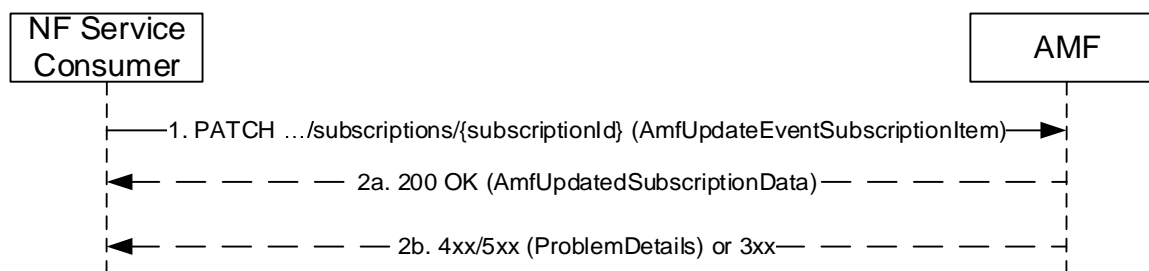 NF Service
Consumer
AMF
1. PATCH …/subscriptions/{subscriptionId} (AmfUpdateEventSubscriptionItem)
2a. 200 OK (AmfUpdatedSubscriptionData)
2b. 4xx/5xx (ProblemDetails) or 3xx